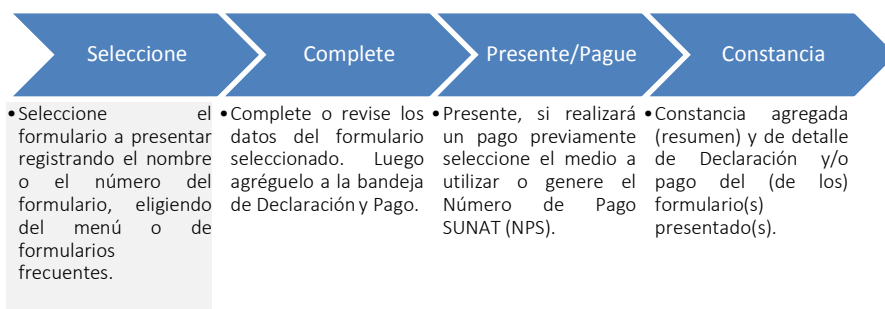 Seleccione
Complete
Presente/Pague
Constancia
•Seleccione el
formulario a presentar
registrando el nombre
o el número del
formulario, eligiendo
del menú o de
formularios
frecuentes.
•Complete o revise los
datos del formulario
seleccionado. Luego
agréguelo a la bandeja
de Declaración y Pago.
•Presente, si realizará
un pago previamente
seleccione el medio a
utilizar o genere el
Número de Pago
SUNAT (NPS).
•Constancia agregada
(resumen) y de detalle
de Declaración y/o
pago del (de los)
formulario(s)
presentado(s).